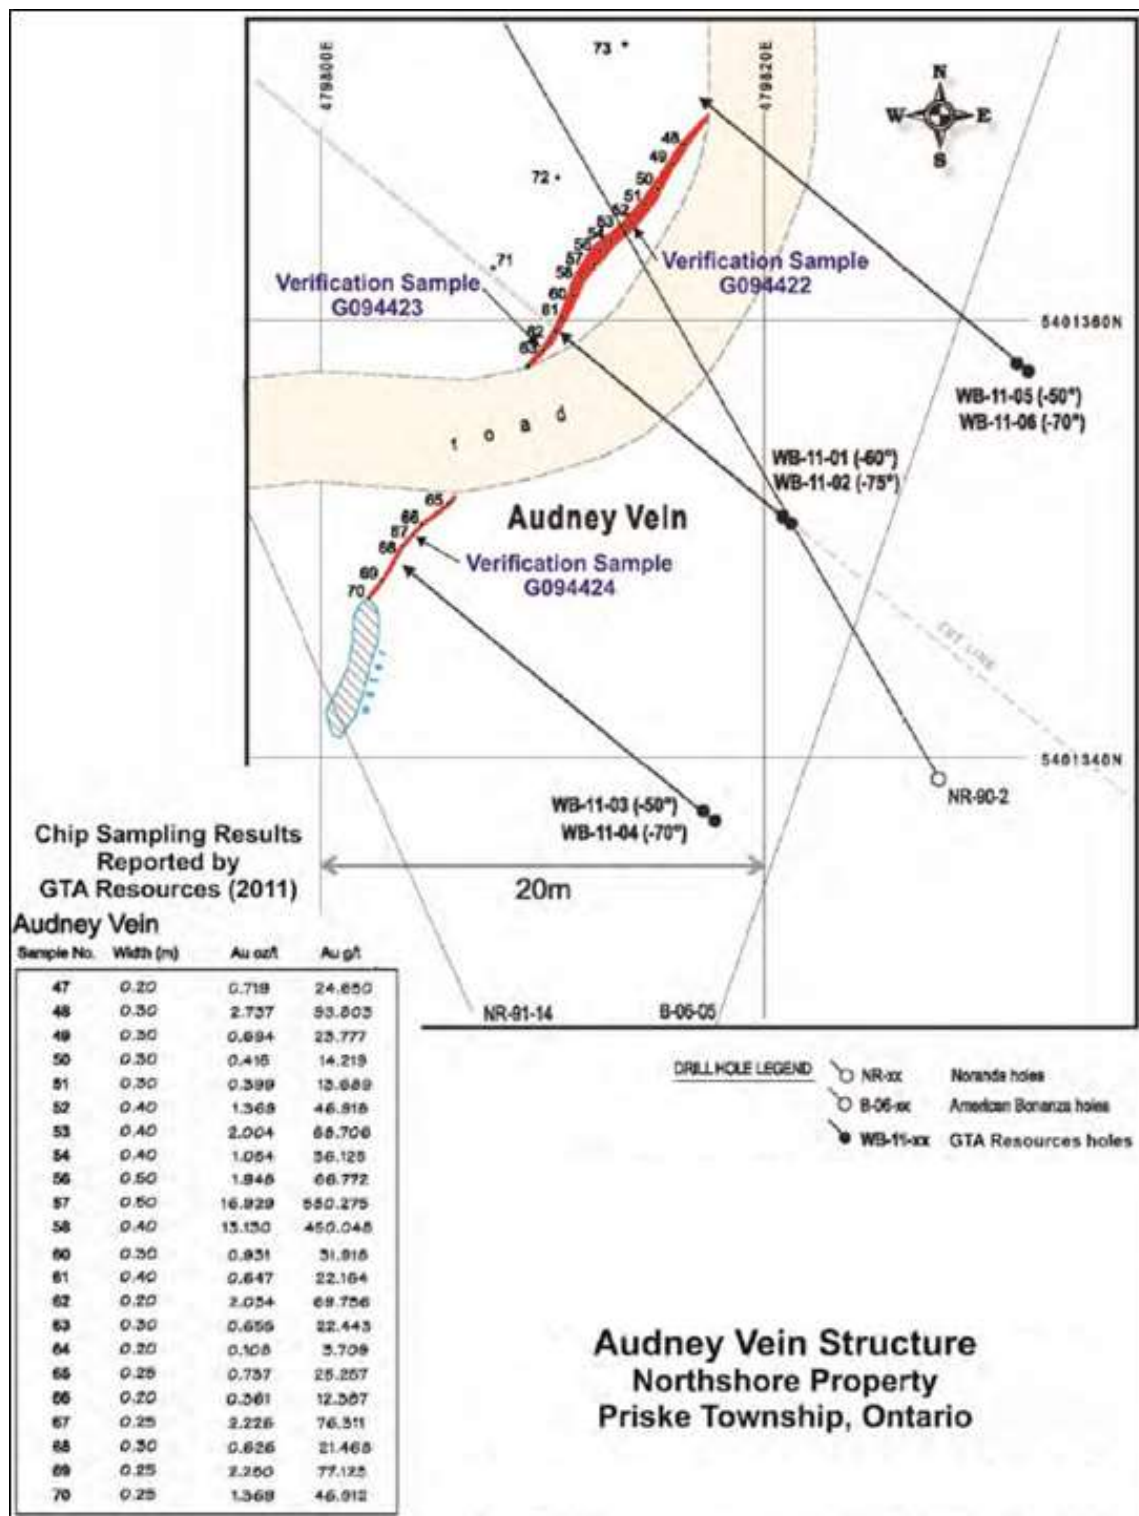 73
479800E
479820E
N
W E
S
48
49
72
50
51
52
53
54
56
57
71
58
Verification Sample
G094422
Verification Sample
G094423
60
61
62
63
5401360N
WB-11-05 (-50°)
WB-11-06 (-70°)
road
WB-11-01 (-60°)
WB-11-02 (-75°)
65
66
67
68
69
70
Audney Vein
Verification Sample
G094424
CUT LINE
5401340N
NR-90-2
WB-11-03 (-50°)
WB-11-04 (-70°)
20m
Chip Sampling Results
Reported by
GTA Resources (2011)
NR-91-14 B-06-05
Audney Vein
Sample No. Width (m) Au oz/t Au g/t
47 0.20 0.719 24.650
48 0.30 2.737 93.803
49 0.30 0.694 23.777
50 0.30 0.415 14.219
51 0.30 0.399 13.689
52 0.40 1.368 46.918
53 0.40 2.004 68.706
54 0.40 1.054 36.125
56 0.50 1.948 66.772
57 0.50 16.929 580.275
58 0.40 13.130 450.048
60 0.30 0.931 31.918
61 0.40 0.647 22.164
62 0.20 2.034 69.736
63 0.30 0.655 22.443
64 0.20 0.108 3.709
65 0.25 0.737 25.257
66 0.20 0.361 12.387
67 0.25 2.226 76.311
68 0.30 0.626 21.468
69 0.25 2.250 77.125
70 0.25 1.368 46.912
DRILL HOLE LEGEND
NR-xx Noranda holes
B-06-xx American Bonanza holes
WB-11-xx GTA Resources holes
Audney Vein Structure
Northshore Property
Priske Township, Ontario